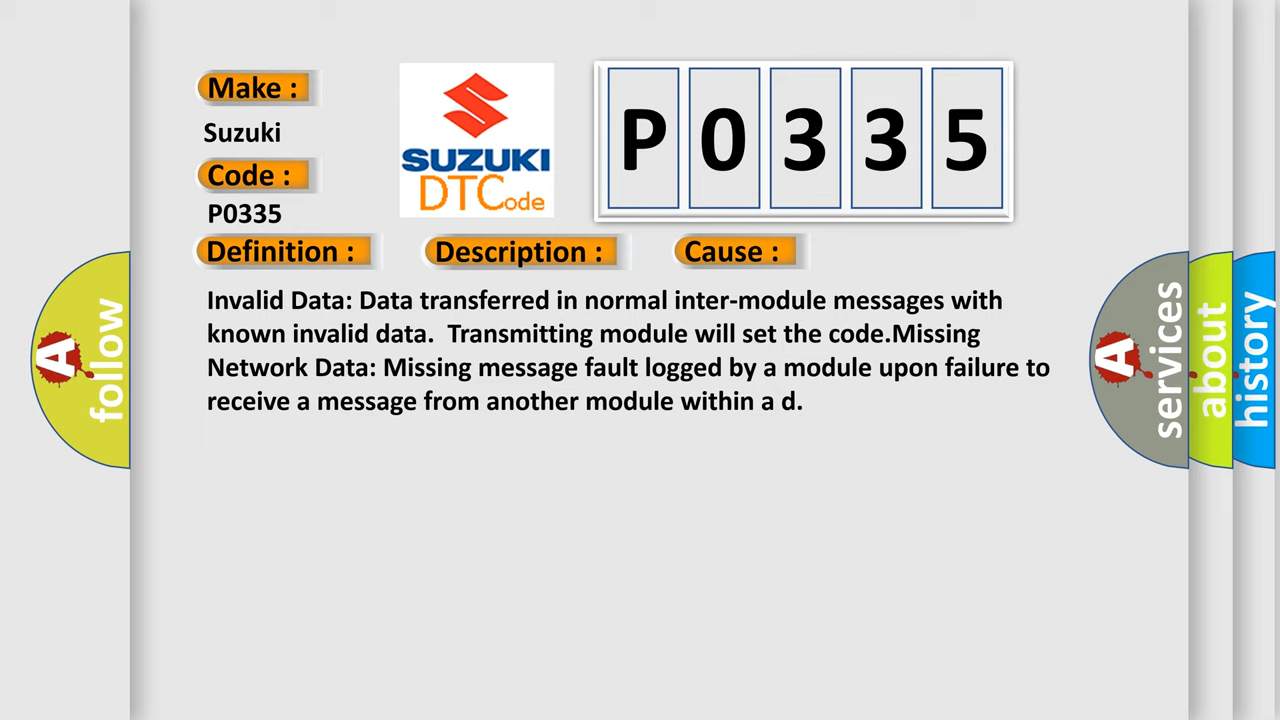 Make :
Suzuki
Code :
P0335
SUZUKI
DTCode
P0335
Definition :
Description :
Cause :
Invalid Data: Data transferred in normal inter-module messages with
known invalid data  Transmitting module will set the codeMissing
Network Data: Missing message fault logged by a module upon failure to
receive a message from another module within a d.
A
follow
A
services
about
history